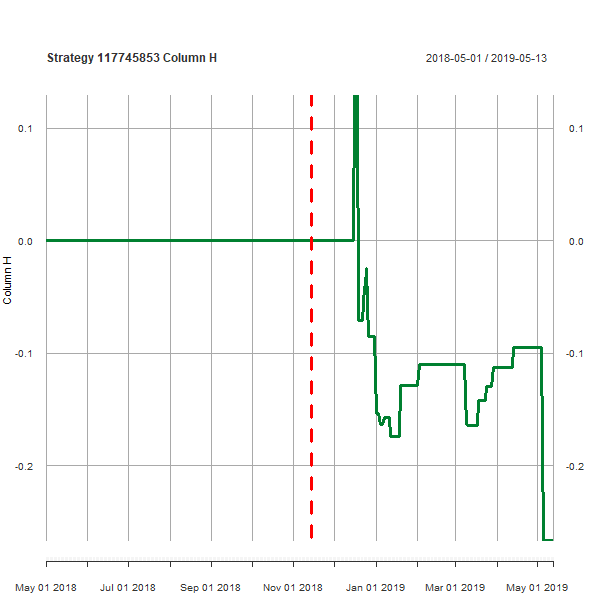 Strategy 117745853 Column H
2018-05-01 / 2019-05-13
0.1
0.1
0.0
0.0
Column H
-0.1
-0.1
-0.2
-0.2
May 01 2018
Jul 01 2018
Sep 01 2018
Nov 01 2018
Jan 01 2019
Mar 01 2019
May 01 2019